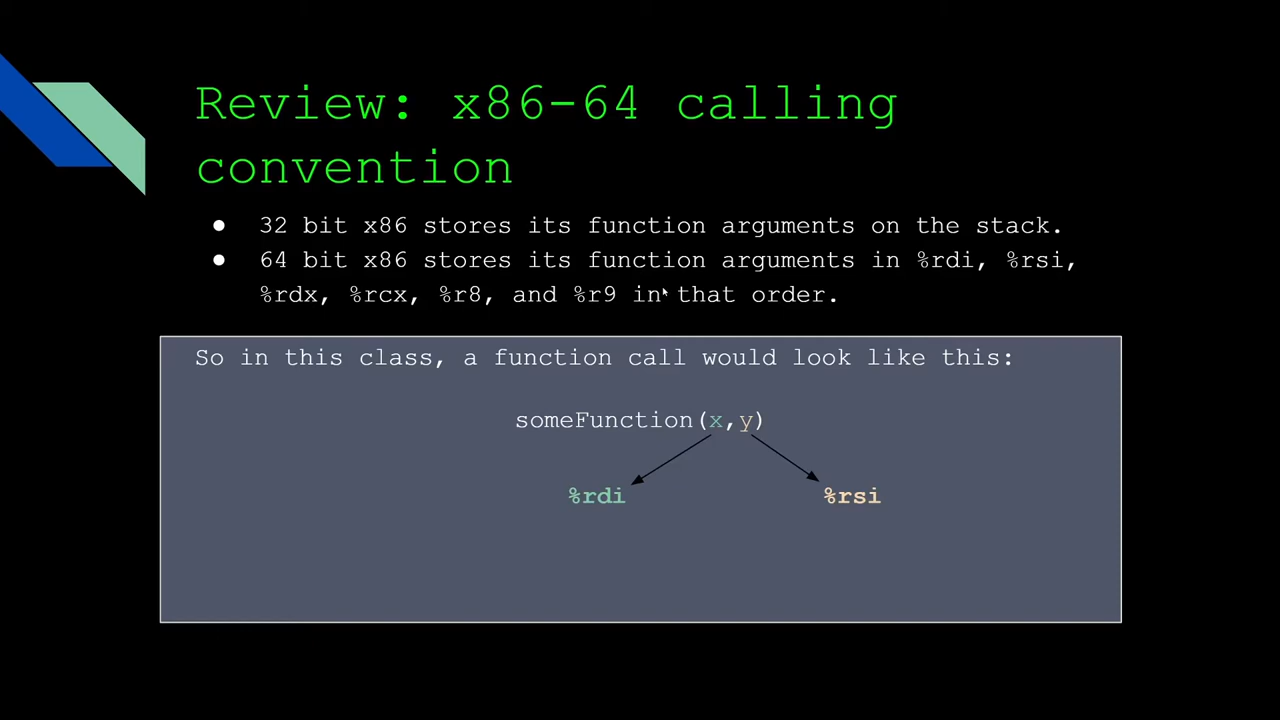 Review: x86-64 calling
convention
● 32 bit x86 stores its function arguments on the stack.
● 64 bit x86 stores its function arguments in %rdi, %rsi,
%rdx, %rcx, %r8, and %r9 in that order.
So in this class, a function call would look like this:
someFunction(x,y)
%rdi %rsi